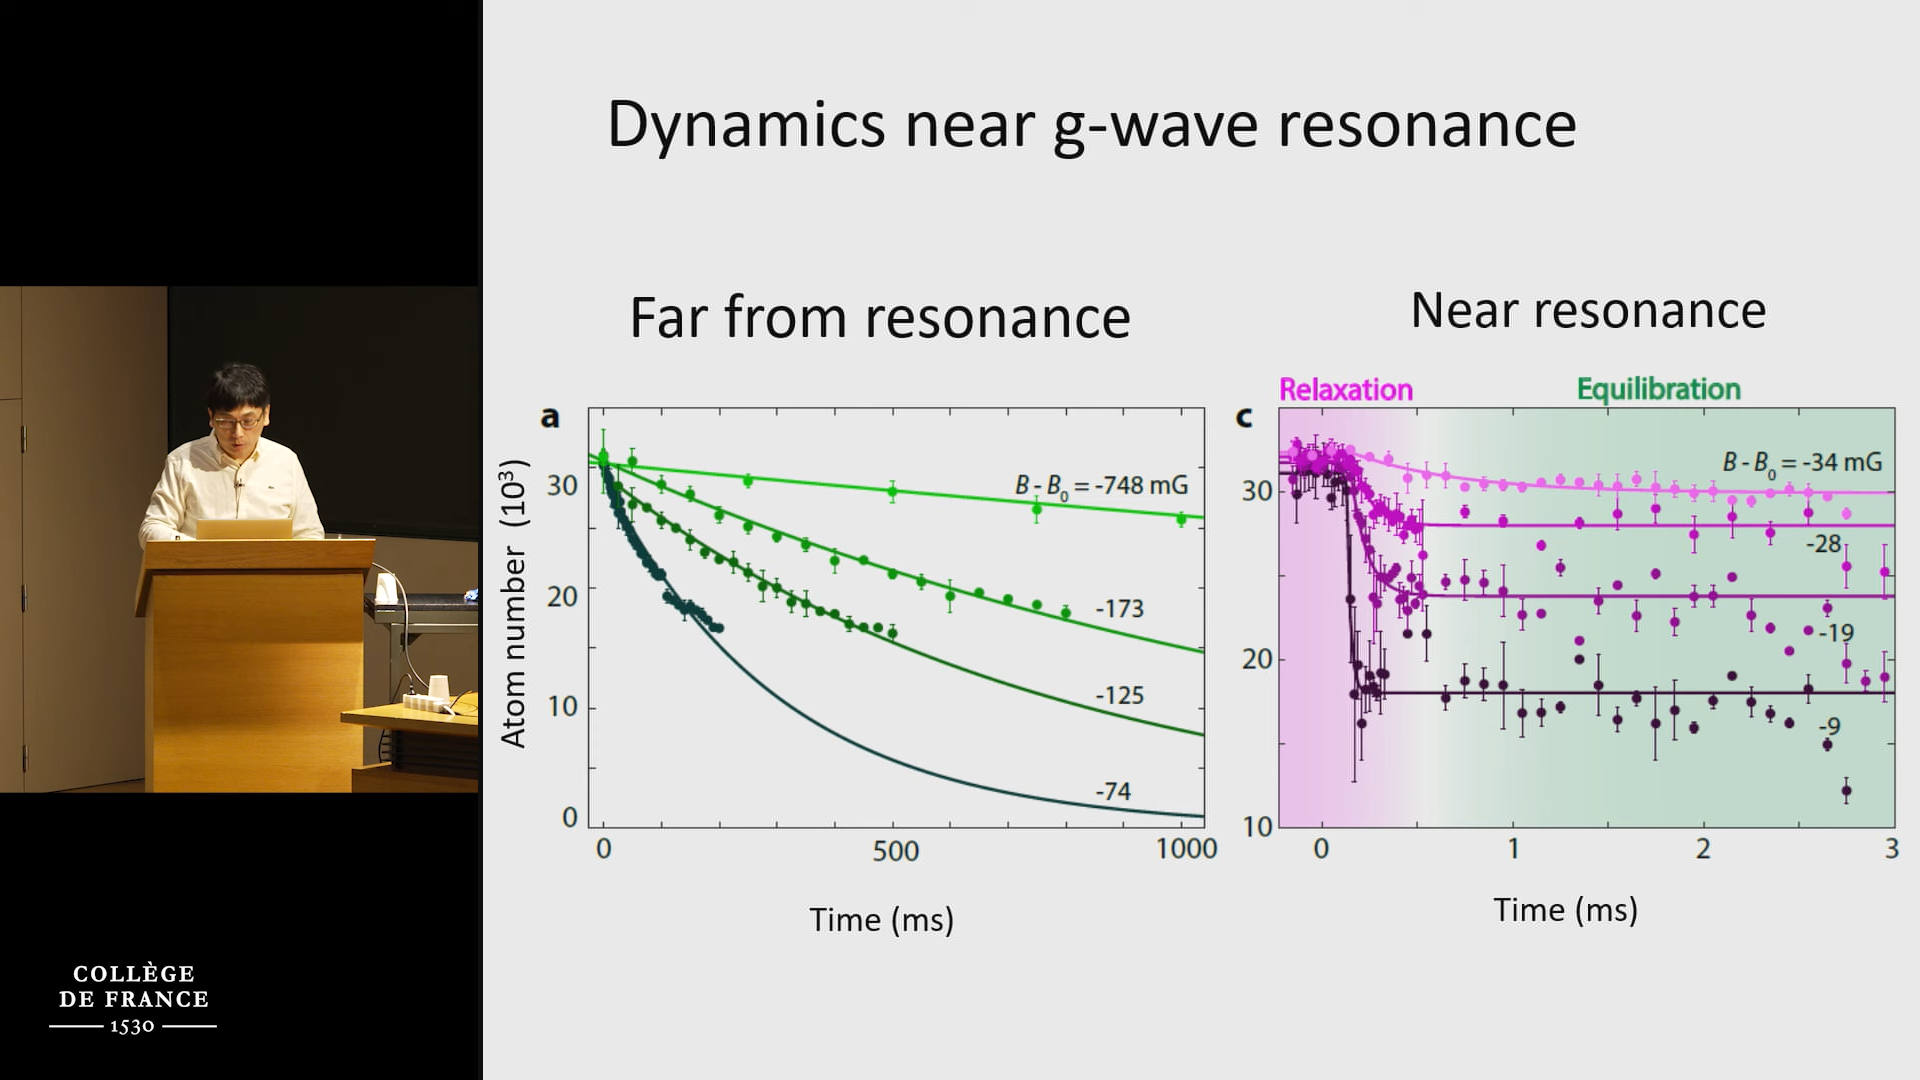 Dynamics near g-wave resonance
Far from resonance
Near resonance
a
Atom number (10³)
30
20
10
0
B - B₀ = -748 mG
-173
-125
-74
0
500
1000
Time (ms)
Relaxation
Equilibration
c
30
20
10
B - B₀ = -34 mG
-28
-19
-9
0
1
2
3
Time (ms)
COLLÈGE
DE FRANCE
1530